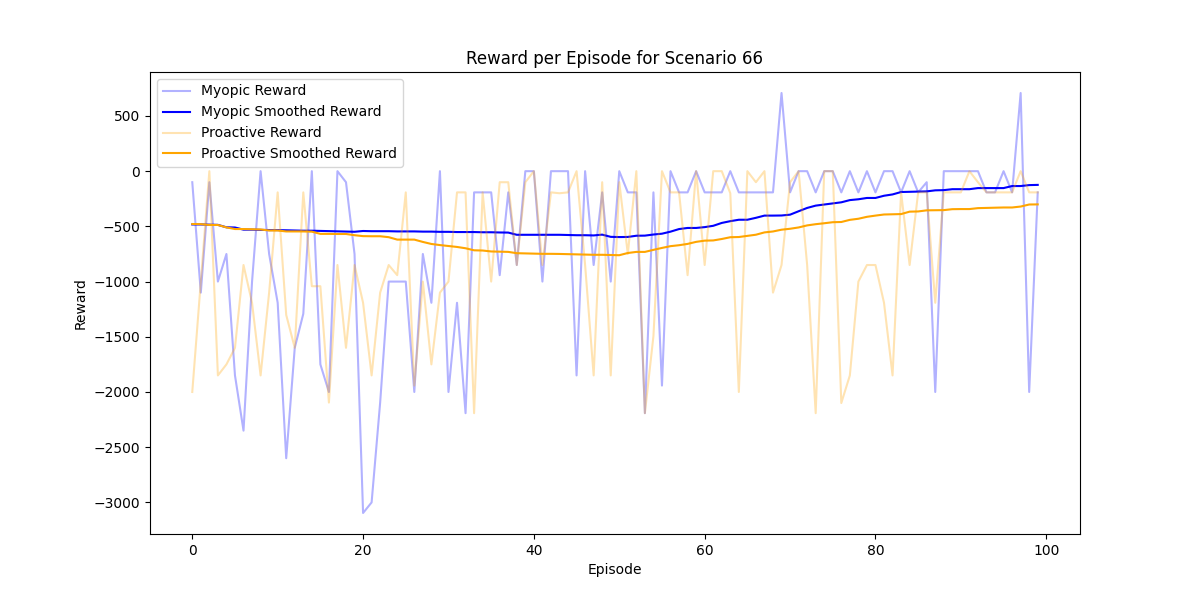 Reward per Episode for Scenario 66
Myopic Reward
Myopic Smoothed Reward
Proactive Reward
Proactive Smoothed Reward
500
0
−500
−1000
−1500
−2000
−2500
−3000
Reward
0
20
40
60
80
100
Episode